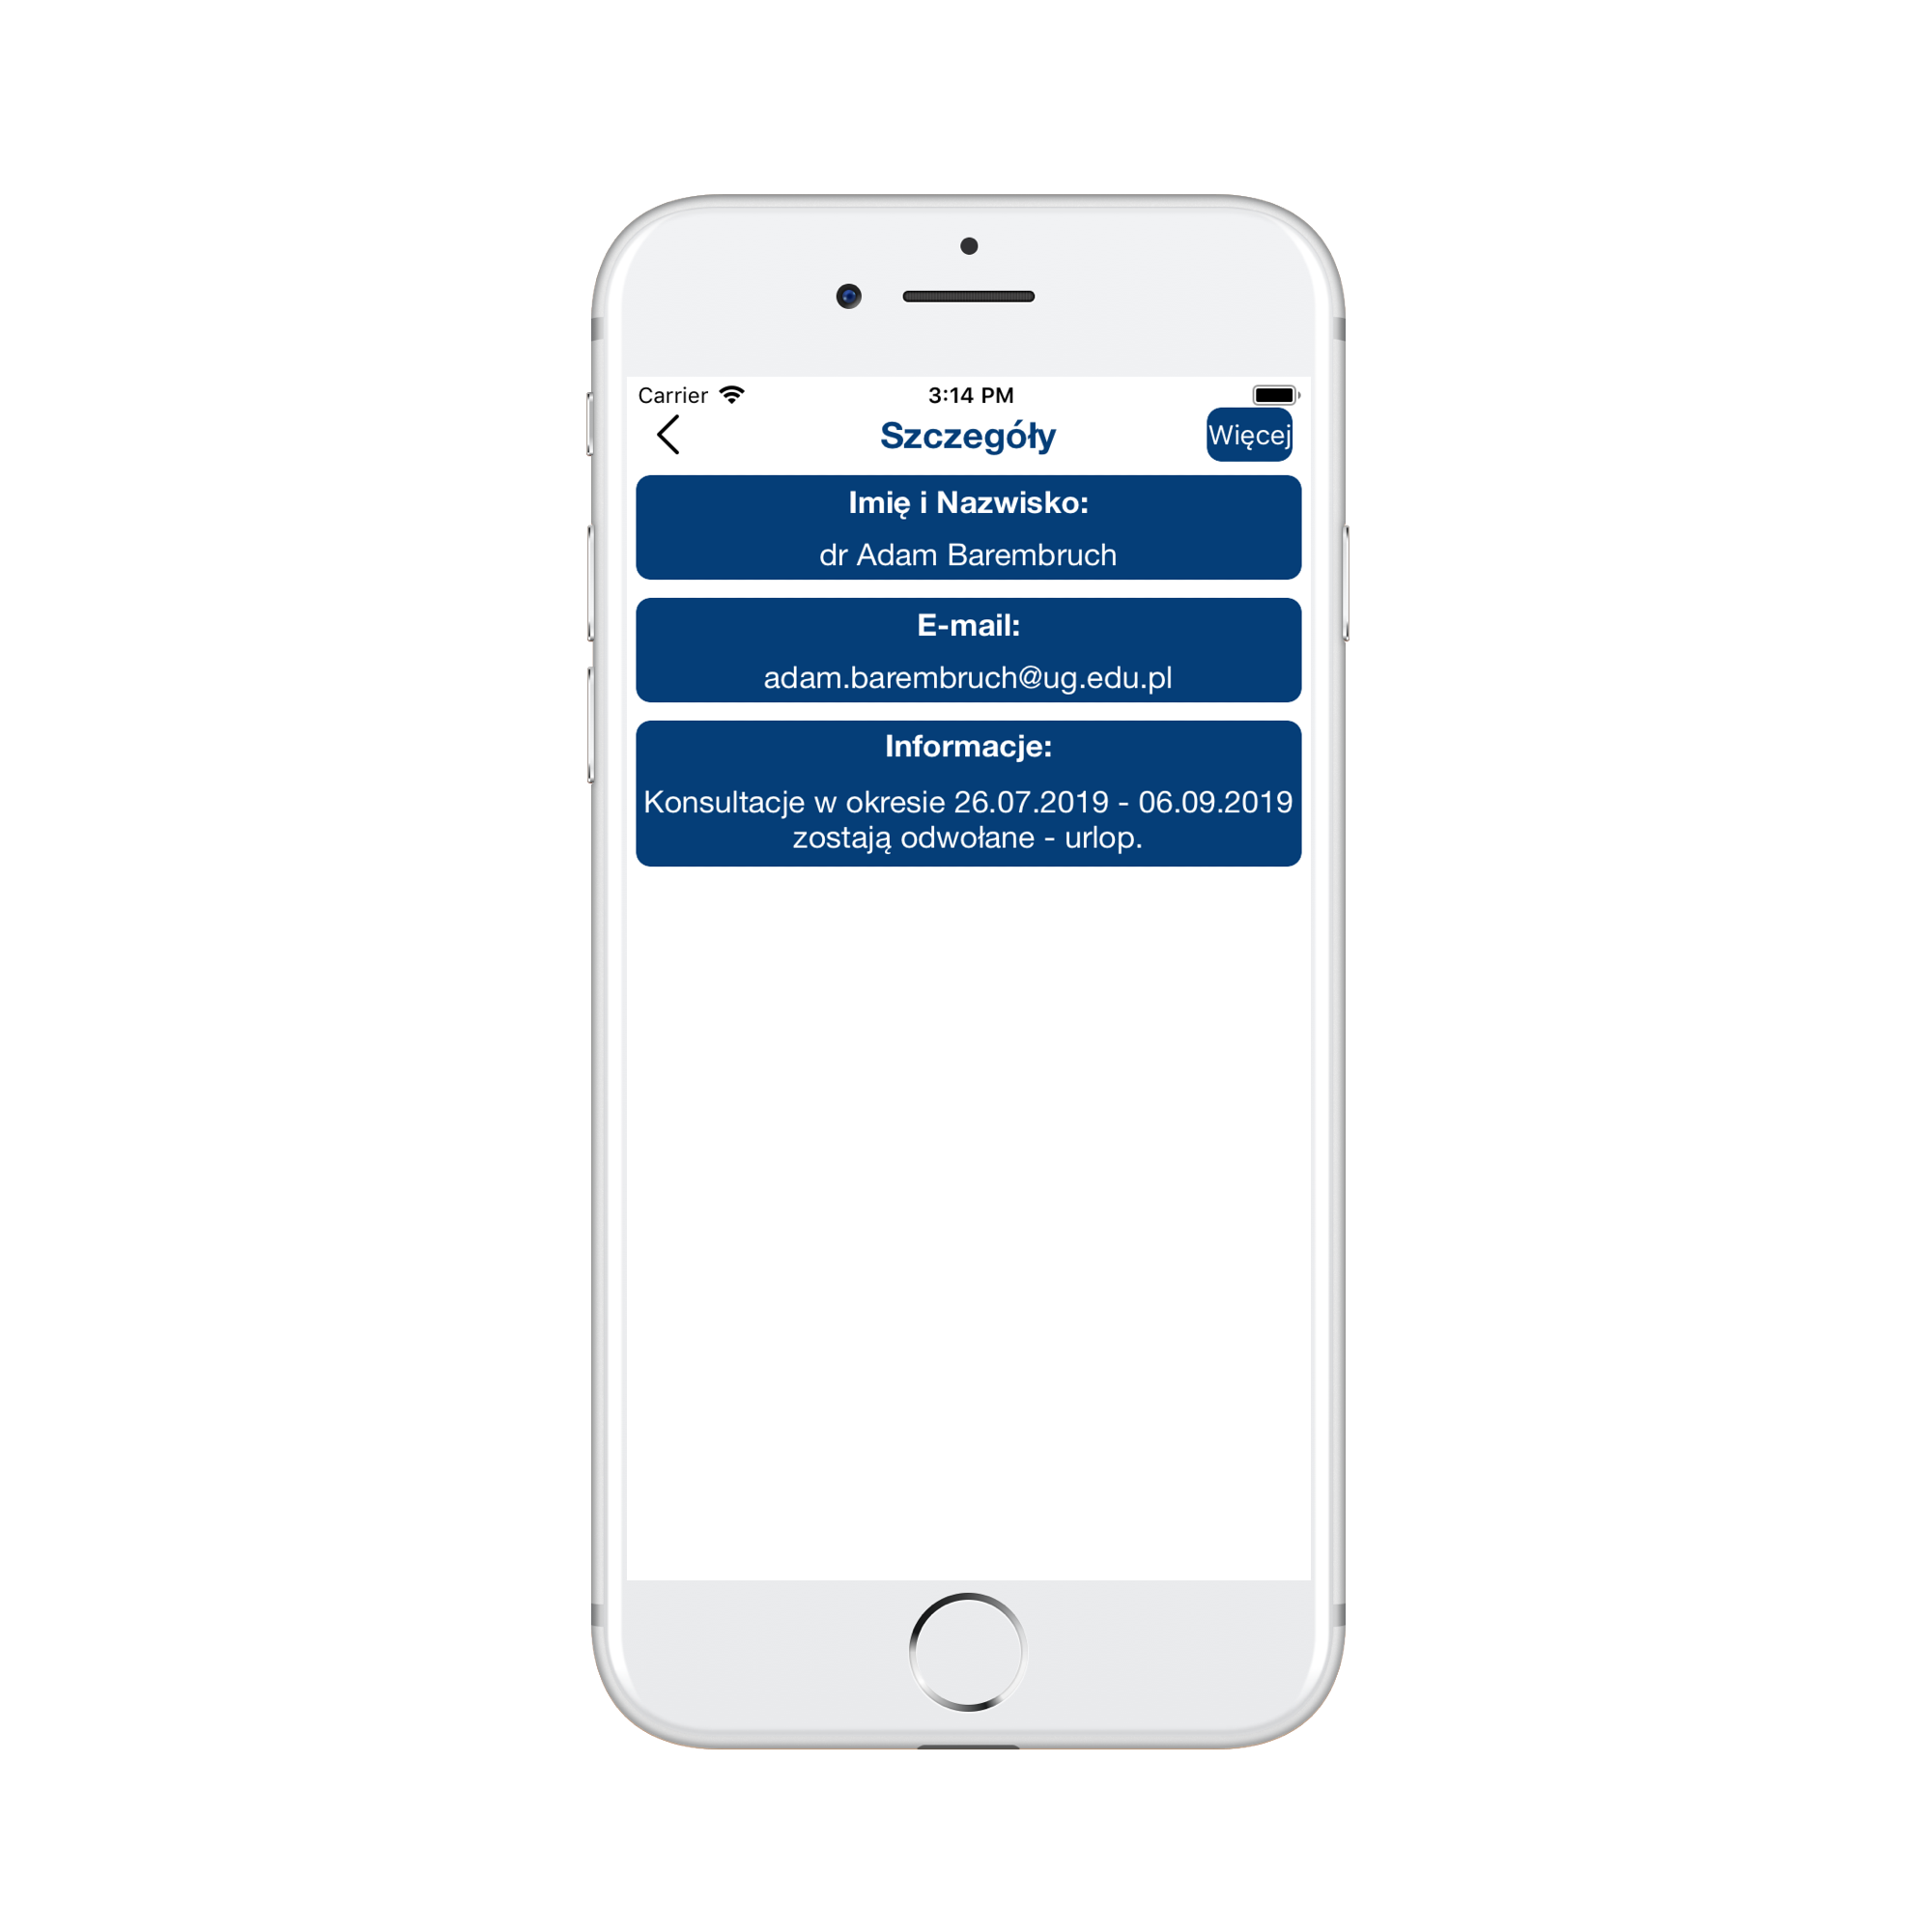 Carrier
3:14 PM
Szczegóły
Więcej
Imię i Nazwisko:
dr Adam Barembruch
E-mail:
adam.barembruch@ug.edu.pl
Informacje:
Konsultacje w okresie 26.07.2019 - 06.09.2019
zostają odwołane - urlop.